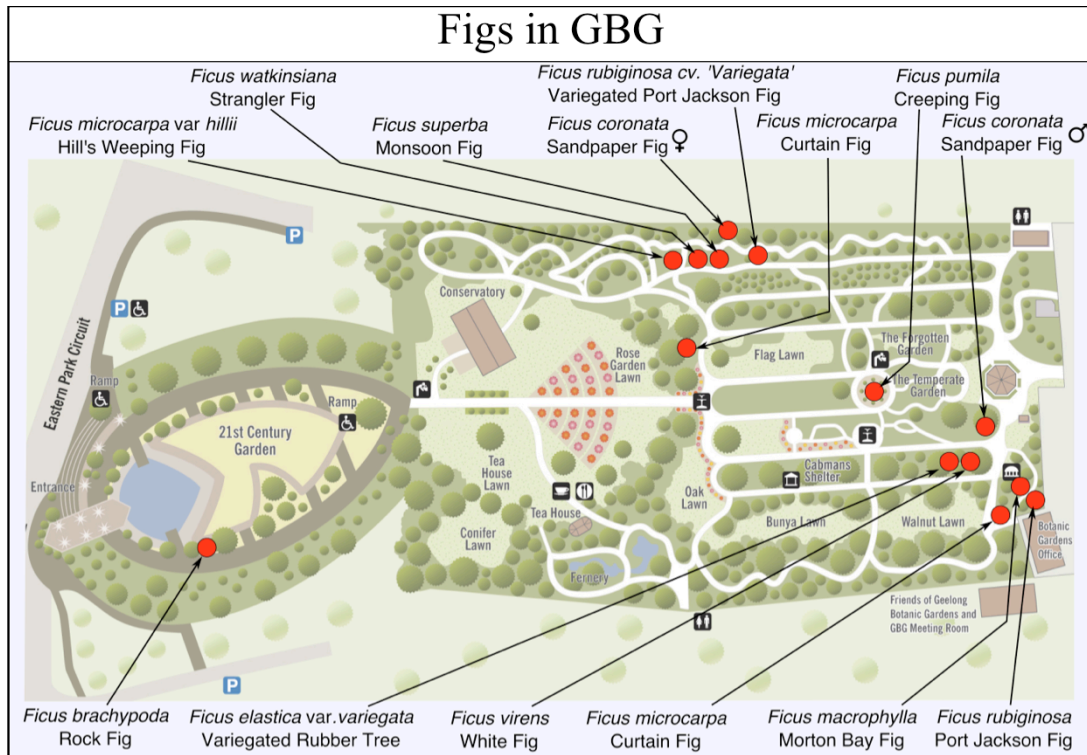 Figs in GBG
Ficus watkinsiana
Strangler Fig
Ficus rubiginosa cv. 'Variegata'
Variegated Port Jackson Fig
Ficus pumila
Creeping Fig
Ficus microcarpa var hillii
Hill's Weeping Fig
Ficus superba
Monsoon Fig
Ficus coronata
Sandpaper Fig ♀
Ficus microcarpa
Curtain Fig
Ficus coronata
Sandpaper Fig ♂
P
P
Eastern Park Circuit
Conservatory
Rose
Garden
Lawn
Flag Lawn
The Forgotten
Garden
The Temperate
Garden
Ramp
Ramp
21st Century
Garden
Entrance
Tea
House
Lawn
Tea House
Oak
Lawn
Cabmans
Shelter
Conifer
Lawn
Fernery
Bunya Lawn
Walnut Lawn
Botanic
Gardens
Office
Friends of Geelong
Botanic Gardens and
GBG Meeting Room
P
Ficus brachypoda
Rock Fig
Ficus elastica var.variegata
Variegated Rubber Tree
Ficus virens
White Fig
Ficus microcarpa
Curtain Fig
Ficus macrophylla
Morton Bay Fig
Ficus rubiginosa
Port Jackson Fig